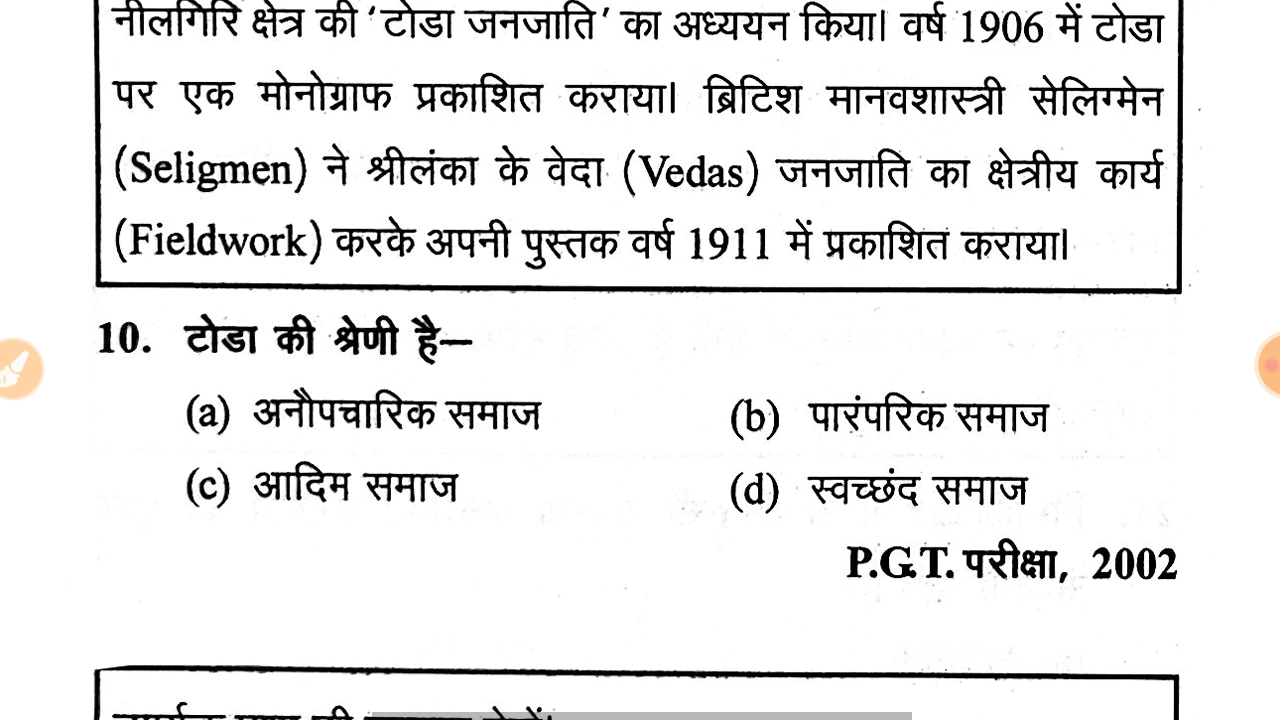 नीलगिरि क्षेत्र की 'टोडा जनजाति' का अध्ययन किया। वर्ष 1906 में टोडा
पर एक मोनोग्राफ प्रकाशित कराया। ब्रिटिश मानवशास्त्री सेलिग्मेन
(Seligmen) ने श्रीलंका के वेदा (Vedas) जनजाति का क्षेत्रीय कार्य
(Fieldwork) करके अपनी पुस्तक वर्ष 1911 में प्रकाशित कराया।
10. टोडा की श्रेणी है—
(a) अनौपचारिक समाज (b) पारंपरिक समाज
(c) आदिम समाज (d) स्वच्छंद समाज
P.G.T. परीक्षा, 2002